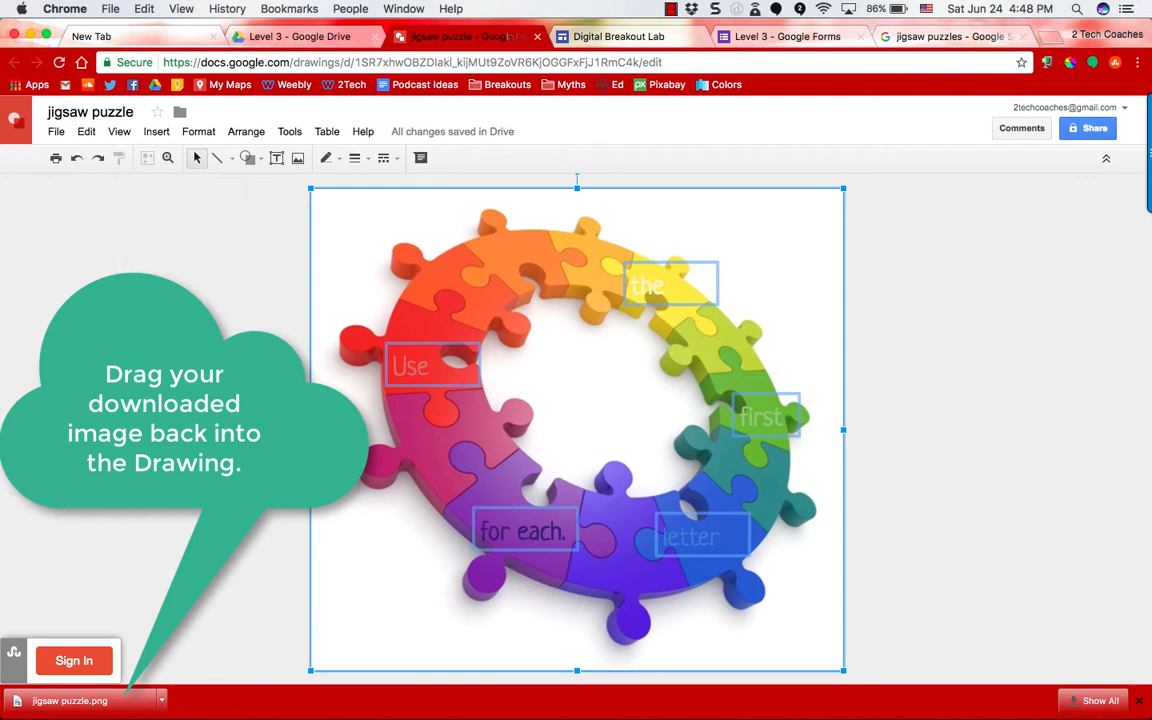 Chrome File Edit View History Bookmarks People Window Help 86% Sat Jun 24 4:48 PM
New Tab Level 3 - Google Drive jigsaw puzzle - Google Digital Breakout Lab Level 3 - Google Forms jigsaw puzzles - Google S 2 Tech Coaches
Secure https://docs.google.com/drawings/d/1SR7xhwOBZDIakl_kijMUt9ZoVR6KjOGGFxFjJ1RmC4k/edit
Apps My Maps Weebly 2Tech Podcast Ideas Breakouts Myths Ed Pixabay Colors
jigsaw puzzle
2techcoaches@gmail.com
File Edit View Insert Format Arrange Tools Table Help All changes saved in Drive
Comments Share
the
Use
Drag your
downloaded
image back into
the Drawing.
first
for each.
letter
Sign In
jigsaw puzzle.png
Show All